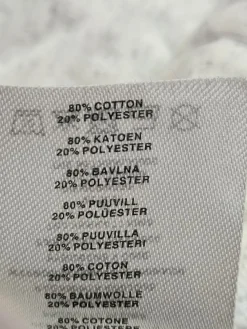 80% COTTON
20% POLYESTER
80% KATOEN
20% POLYESTER
80% BAVLNA
20% POLYESTER
80% PUUVILL
20% POLÜESTER
80% PUUVILLA
20% POLYESTERI
80% COTON
20% POLYESTER
80% BAUMWOLLE
20% POLYESTER
80% COTONE